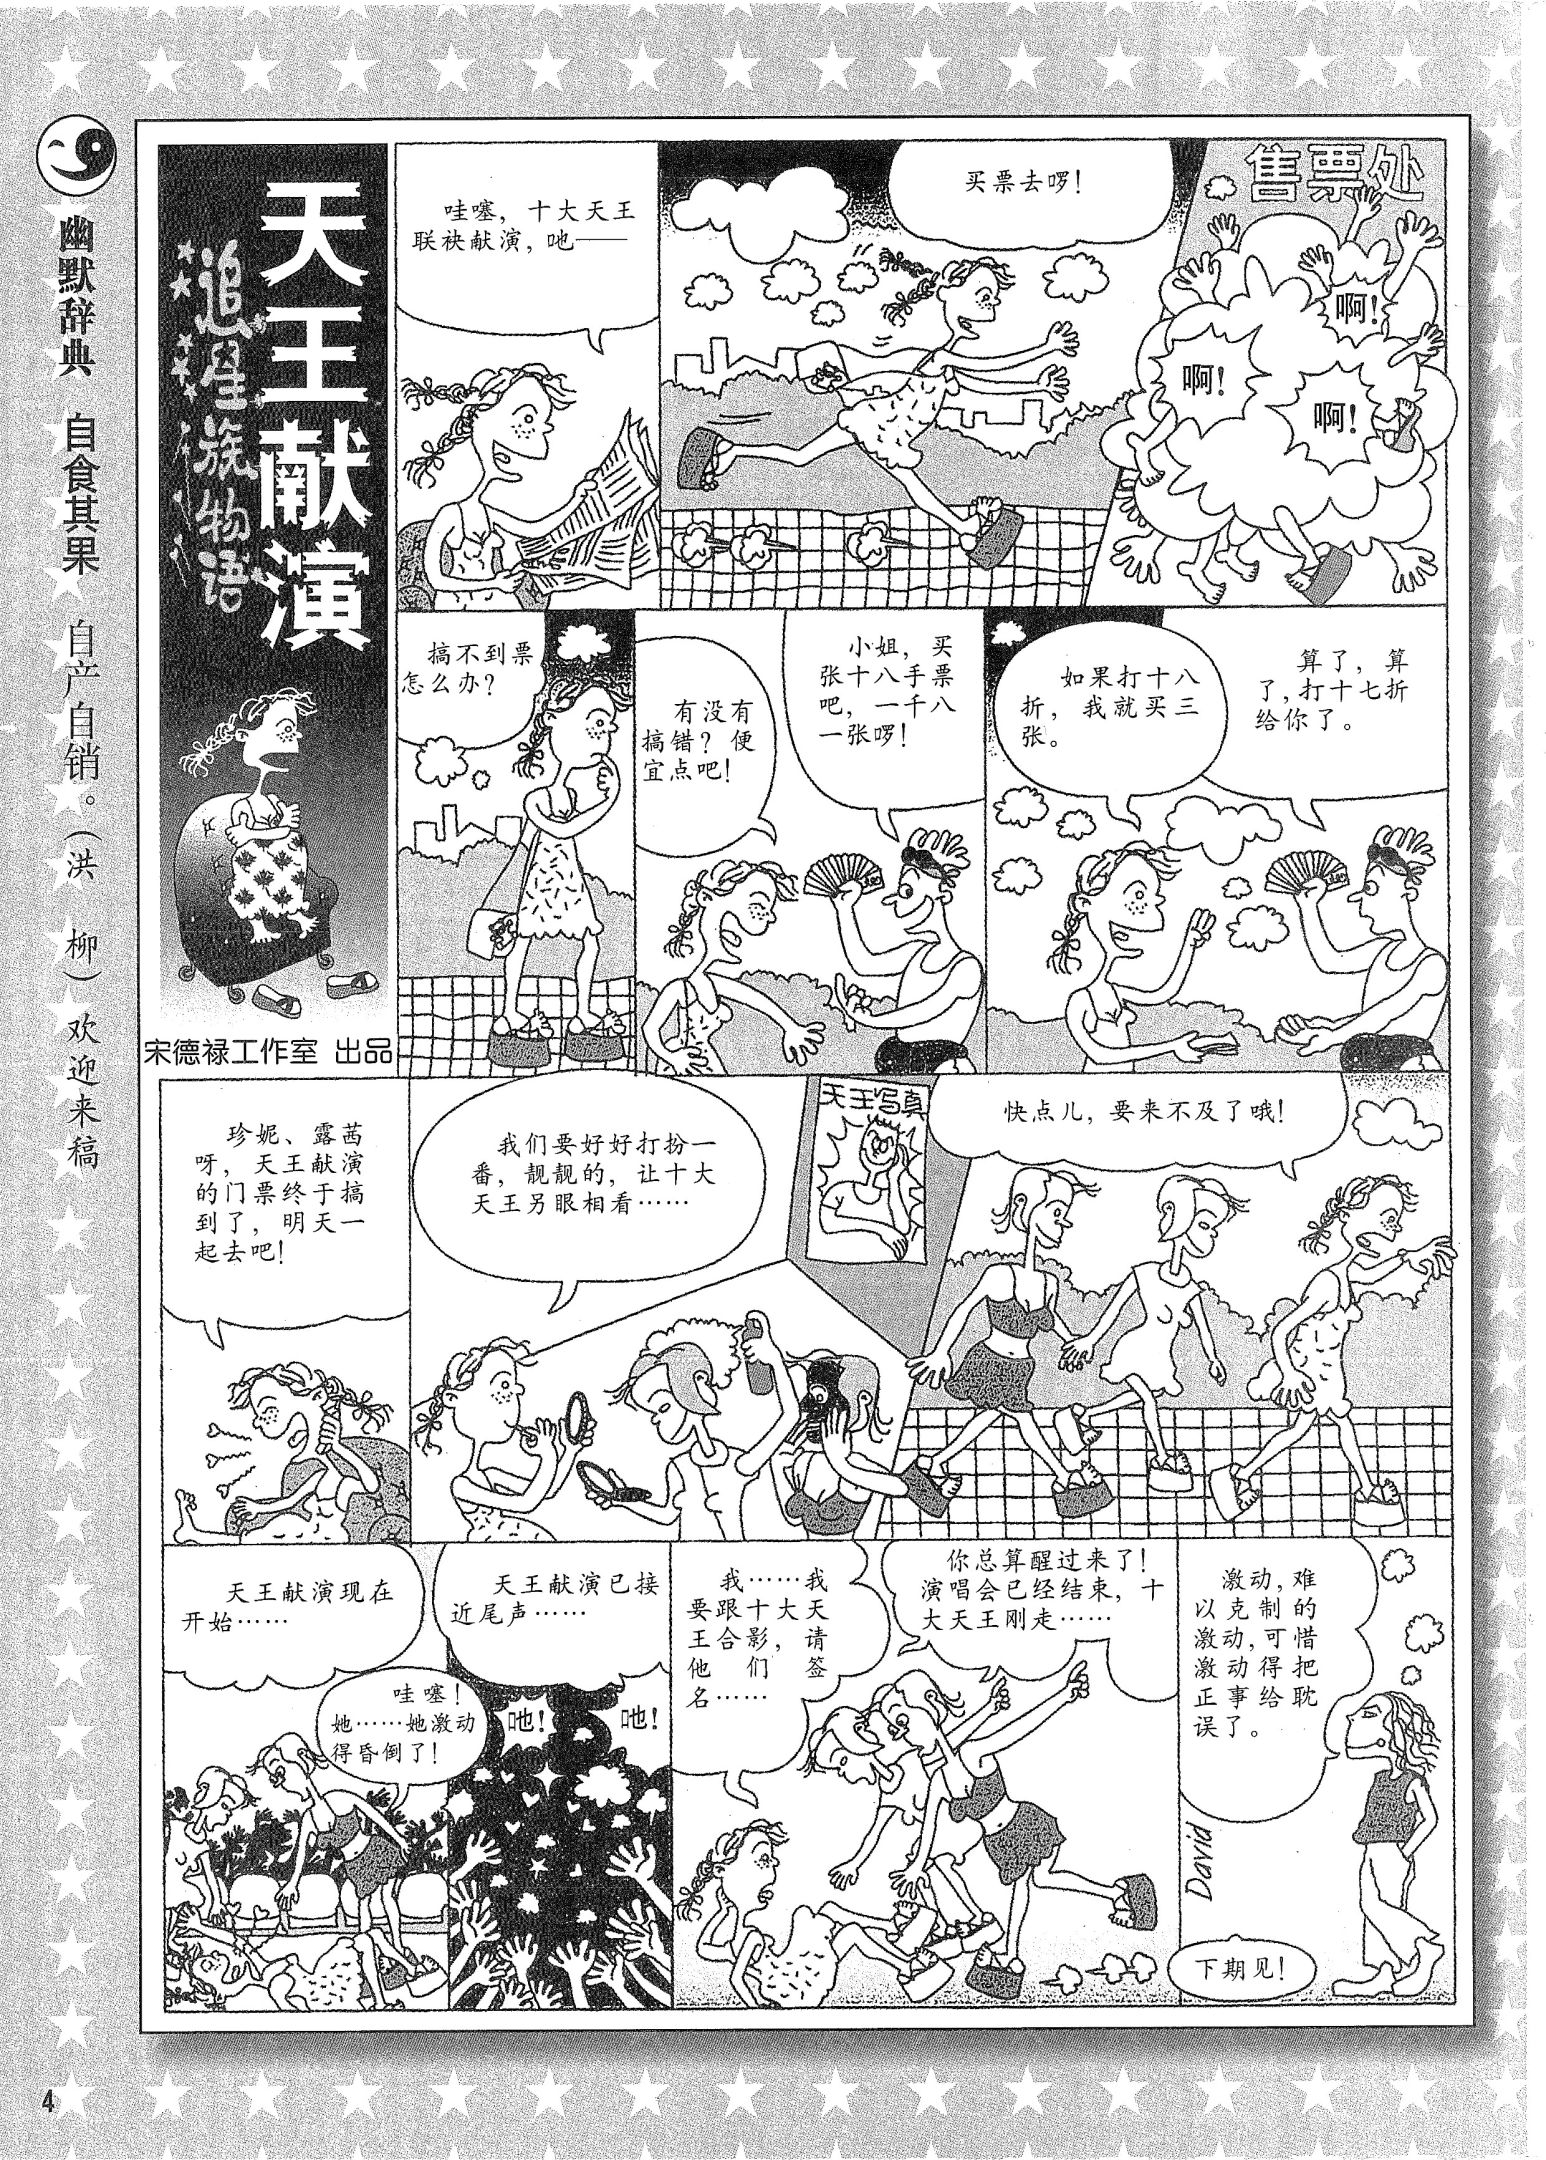 幽默辞典 自食其果 自产自销。(洪 柳) 欢迎来稿
天王献演
追星族物语
宋德禄工作室 出品
哇噻，十大天王
联袂献演，吔——
买票去啰！
售票处
啊！
啊！
啊！
搞不到票
怎么办？
有没有
搞错？便
宜点吧！
小姐，买
张十八手票
吧，一千八
一张啰！
如果打十八
折，我就买三
张。
算了，算
了，打十七折
给你了。
珍妮、露茜
呀，天王献演
的门票终于搞
到了，明天一
起去吧！
我们要好好打扮一
番，靓靓的，让十大
天王另眼相看……
天王写真
快点儿，要来不及了哦！
天王献演现在
开始……
哇噻！
她……她激动
得昏倒了！
天王献演已接
近尾声……
吔！
吔！
我……我
要跟十大天
王合影，请
他们签
名……
你总算醒过来了！
演唱会已经结束，十
大天王刚走……
激动，难
以克制的
激动，可惜
激动得把
正事给耽
误了。
David
下期见！
4